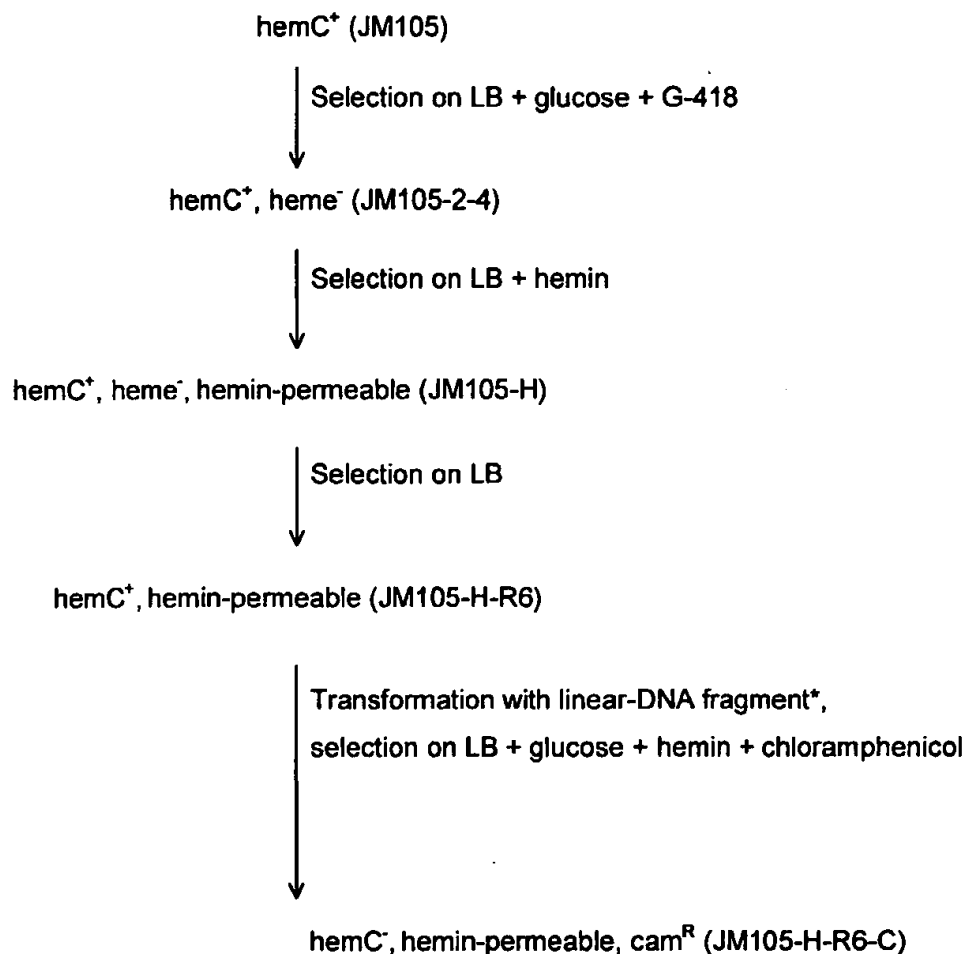 hemC⁺ (JM105)
Selection on LB + glucose + G-418
hemC⁺, heme⁻ (JM105-2-4)
Selection on LB + hemin
hemC⁺, heme⁻, hemin-permeable (JM105-H)
Selection on LB
hemC⁺, hemin-permeable (JM105-H-R6)
Transformation with linear-DNA fragment*,
selection on LB + glucose + hemin + chloramphenicol
hemC⁻, hemin-permeable, camᴿ (JM105-H-R6-C)